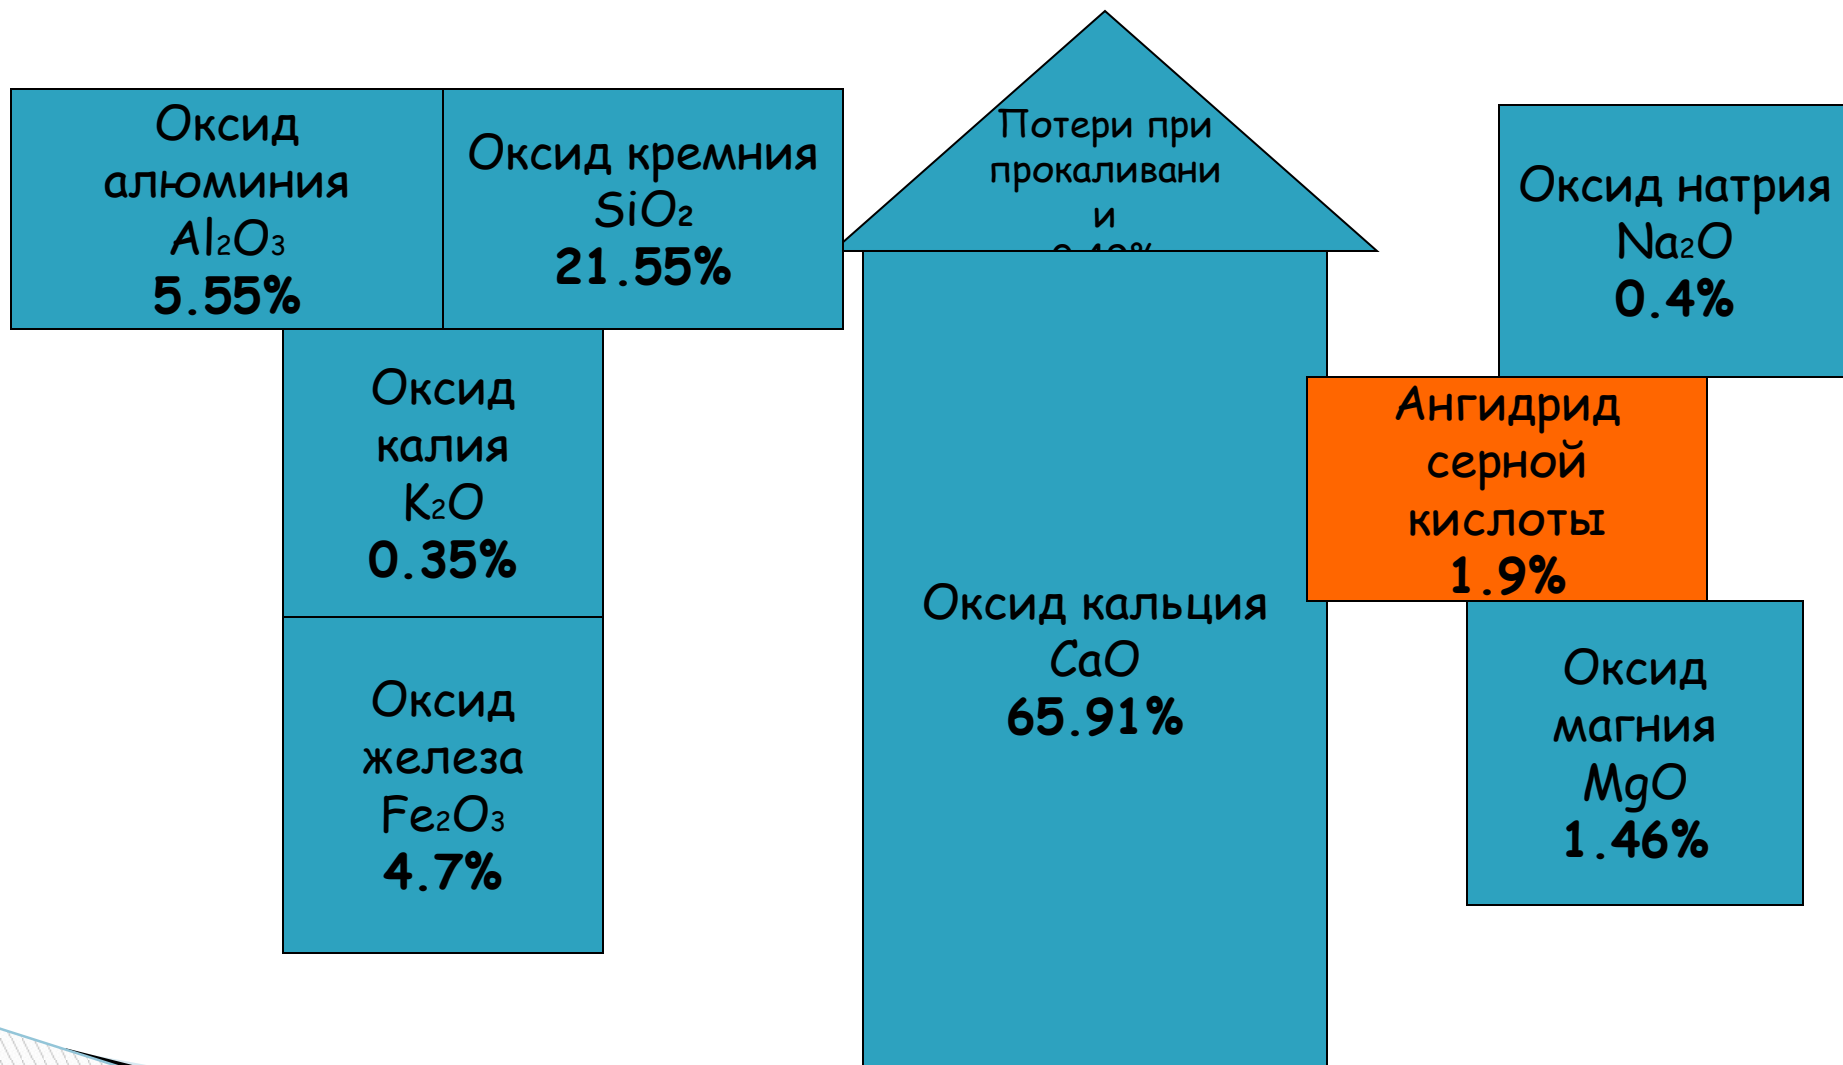 Оксид
алюминия
Al₂O₃
5.55%
Оксид кремния
SiO₂
21.55%
Оксид
калия
K₂O
0.35%
Оксид
железа
Fe₂O₃
4.7%
Потери при
прокаливани
и
Оксид кальция
CaO
65.91%
Оксид натрия
Na₂O
0.4%
Ангидрид
серной
кислоты
1.9%
Оксид
магния
MgO
1.46%